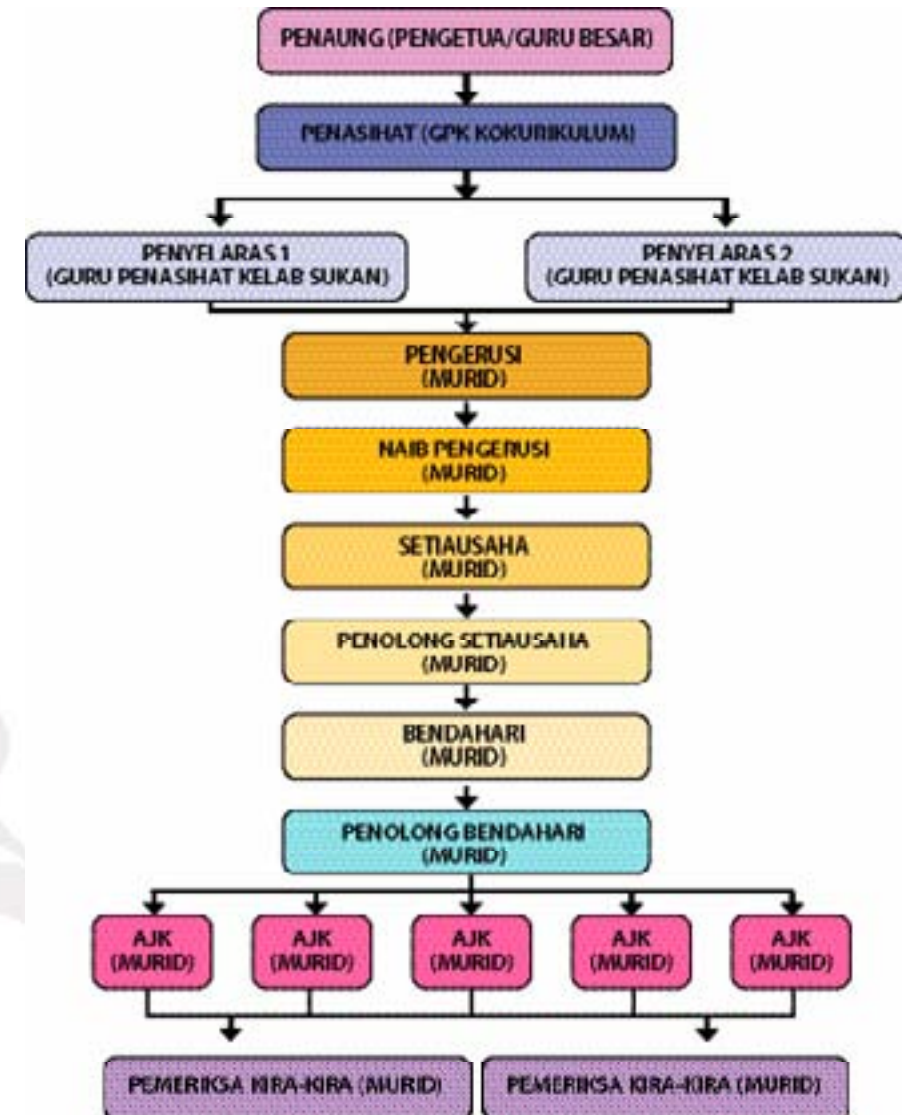 PENAUNG (PENGETUA/GURU BESAR)
PENASIHAT (GPK KOKURIKULUM)
PENYELARAS 1
(GURU PENASIHAT KELAB SUKAN)
PENYELARAS 2
(GURU PENASIHAT KELAB SUKAN)
PENGERUSI
(MURID)
NAIB PENGERUSI
(MURID)
SETIAUSAHA
(MURID)
PENOLONG SETIAUSAHA
(MURID)
BENDAHARI
(MURID)
PENOLONG BENDAHARI
(MURID)
AJK
(MURID)
AJK
(MURID)
AJK
(MURID)
AJK
(MURID)
AJK
(MURID)
PEMERIKSA KIRA-KIRA (MURID)
PEMERIKSA KIRA-KIRA (MURID)